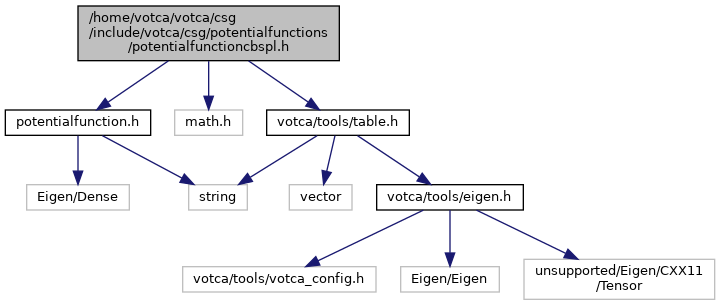 /home/votca/votca/csg
/include/votca/csg/potentialfunctions
/potentialfunctioncbspl.h
potentialfunction.h
math.h
votca/tools/table.h
Eigen/Dense
string
vector
votca/tools/eigen.h
votca/tools/votca_config.h
Eigen/Eigen
unsupported/Eigen/CXX11
/Tensor